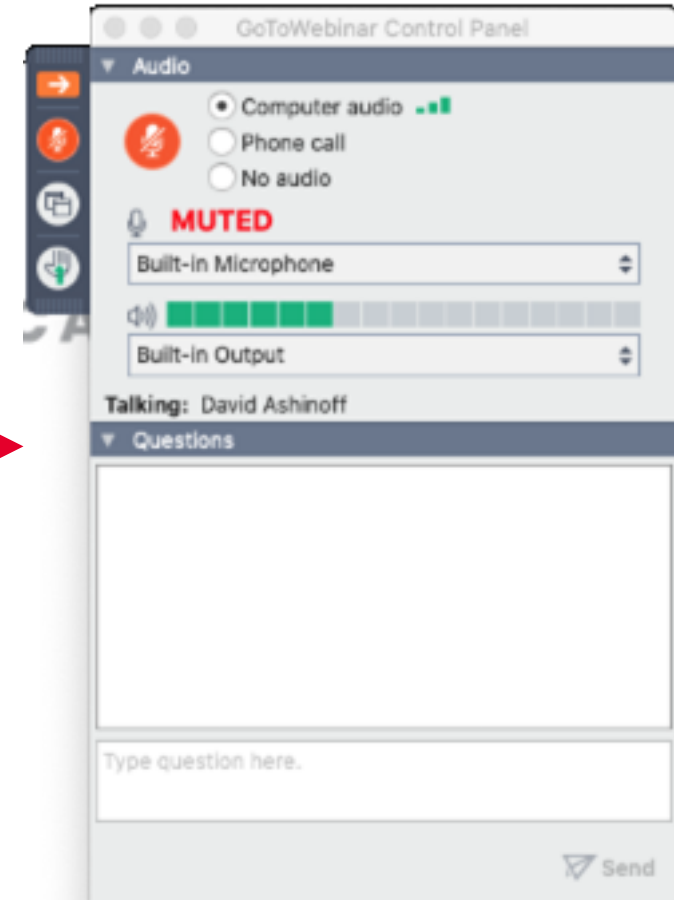 GoToWebinar Control Panel
Audio
Computer audio
Phone call
No audio
MUTED
Built-in Microphone
Built-in Output
Talking: David Ashinoff
Questions
Type question here.
Send